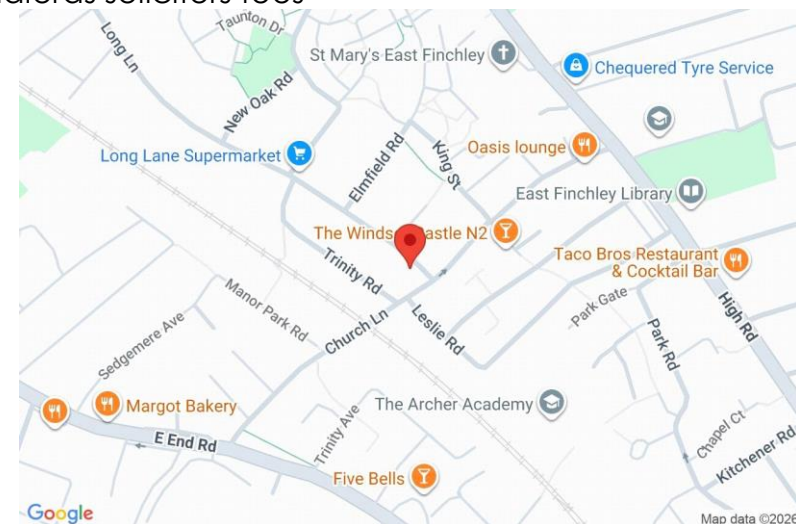 Taunton Dr
Long Ln
St Mary's East Finchley
Chequered Tyre Service
New Oak Rd
Long Lane Supermarket
Elmfield Rd
King St
Oasis lounge
East Finchley Library
The Winds
astle N2
Trinity Rd
Taco Bros Restaurant
& Cocktail Bar
Manor Park Rd
Church Ln
Leslie Rd
Park Gate
High Rd
Sedgemere Ave
Park Rd
Margot Bakery
The Archer Academy
Trinity Ave
E End Rd
Chapel Ct
Kitchener Rd
Five Bells
Google
Map data ©2026